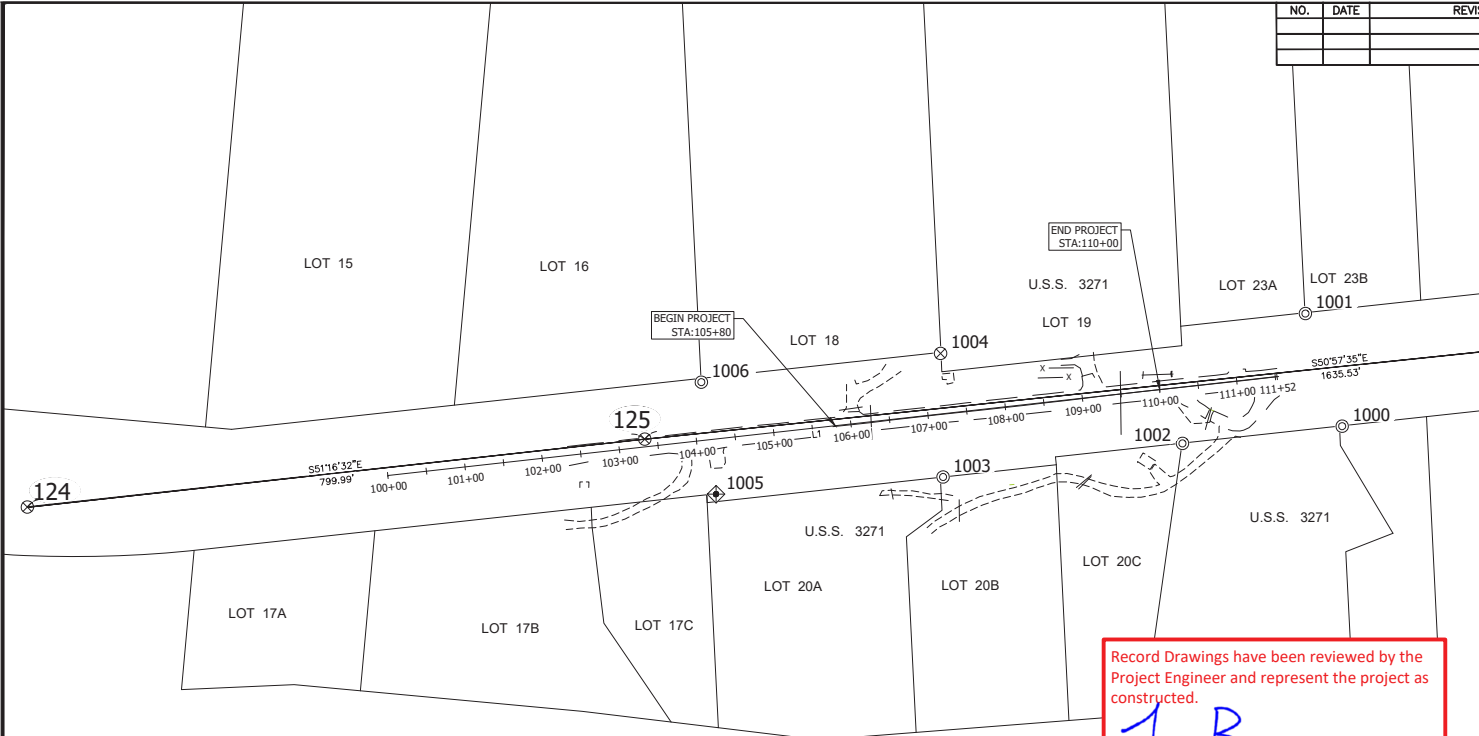 NO. DATE REVIS
LOT 15
LOT 16
U.S.S. 3271
LOT 23A
LOT 23B
END PROJECT
STA:110+00
1001
LOT 19
BEGIN PROJECT
STA:105+80
LOT 18
1004
1006
S50°57'35"E
1635.53'
125
124
S51°16'32"E
799.99'
100+00
101+00
102+00
103+00
104+00
105+00
106+00
107+00
108+00
109+00
110+00
111+00
111+52
1000
1002
1003
1005
U.S.S. 3271
U.S.S. 3271
LOT 17A
LOT 17B
LOT 17C
LOT 20A
LOT 20B
LOT 20C
x
x
Record Drawings have been reviewed by the
Project Engineer and represent the project as
constructed.